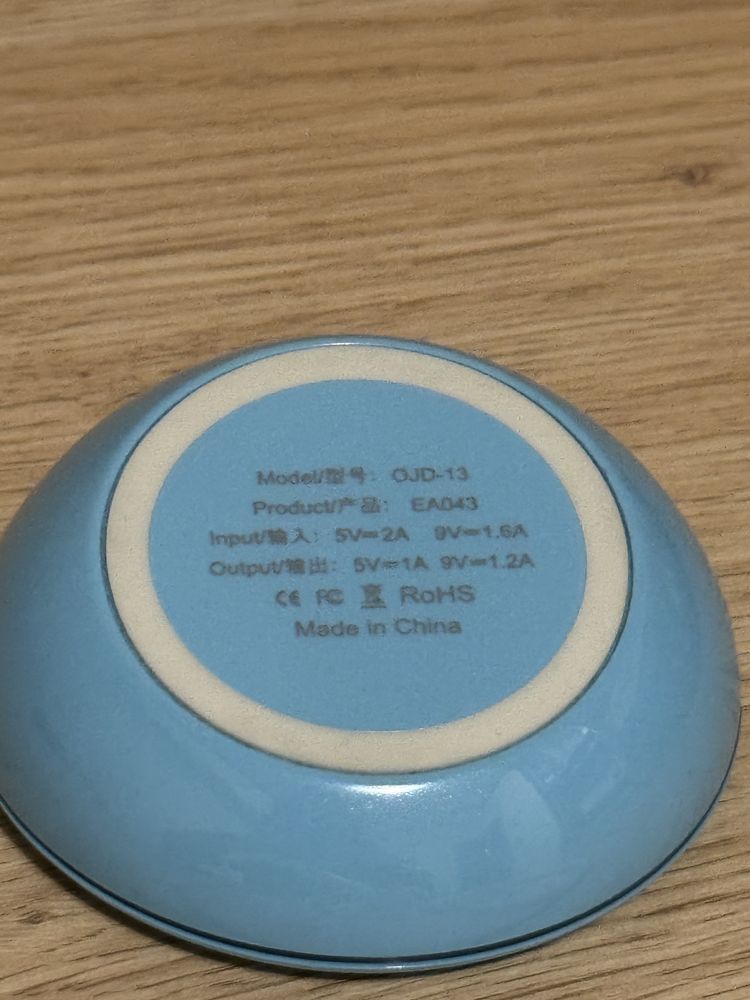 Model/型号: OJD-13
Product/产品: EA043
Input/输入: 5V⎓2A 9V⎓1.6A
Output/输出: 5V⎓1A 9V⎓1.2A
CE FC RoHS
Made in China